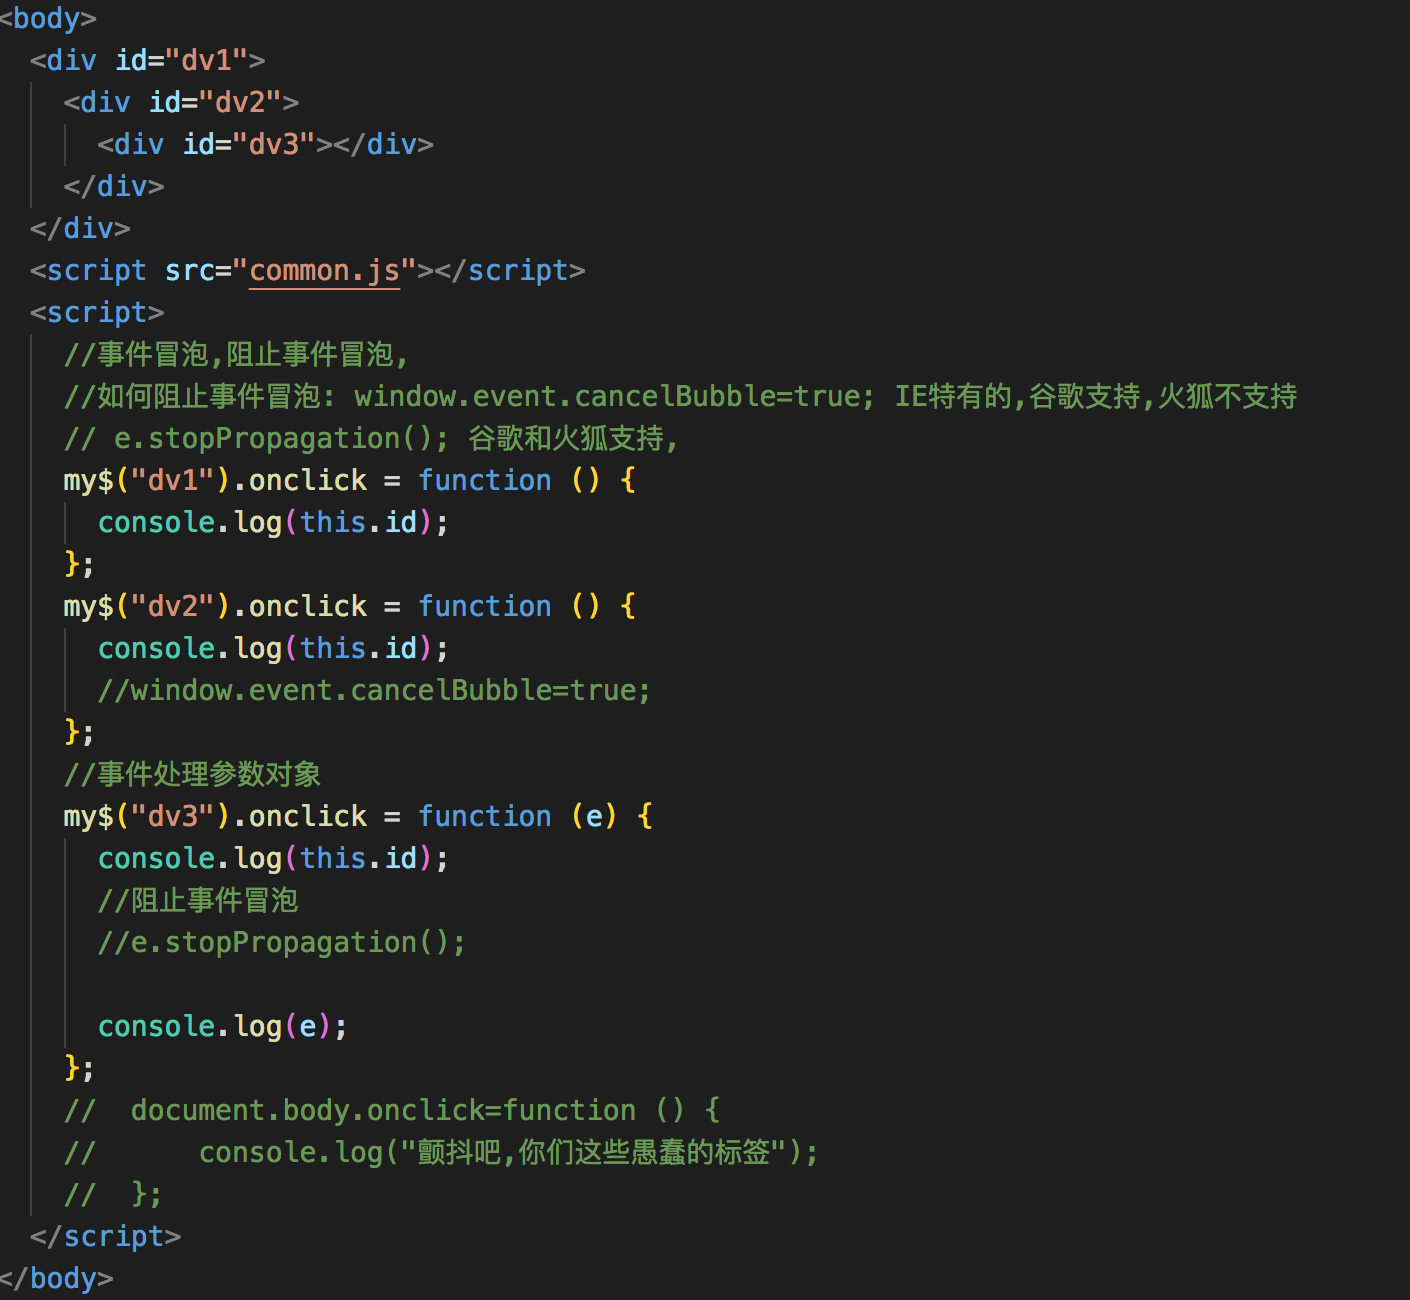 <body>
  <div id="dv1">
    <div id="dv2">
      <div id="dv3"></div>
    </div>
  </div>
  <script src="common.js"></script>
  <script>
    //事件冒泡,阻止事件冒泡,
    //如何阻止事件冒泡: window.event.cancelBubble=true; IE特有的,谷歌支持,火狐不支持
    // e.stopPropagation(); 谷歌和火狐支持,
    my$("dv1").onclick = function () {
      console.log(this.id);
    };
    my$("dv2").onclick = function () {
      console.log(this.id);
      //window.event.cancelBubble=true;
    };
    //事件处理参数对象
    my$("dv3").onclick = function (e) {
      console.log(this.id);
      //阻止事件冒泡
      //e.stopPropagation();

      console.log(e);
    };
    //  document.body.onclick=function () {
    //      console.log("颤抖吧,你们这些愚蠢的标签");
    //  };
  </script>
</body>